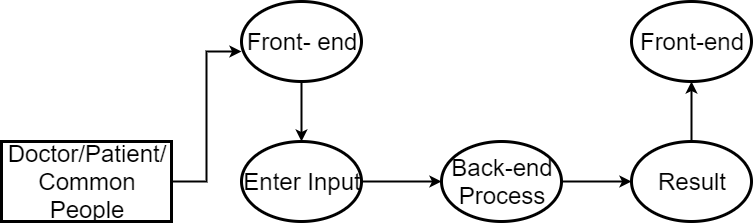 Front- end
Front-end
Doctor/Patient/
Common
People
Enter Input
Back-end
Process
Result